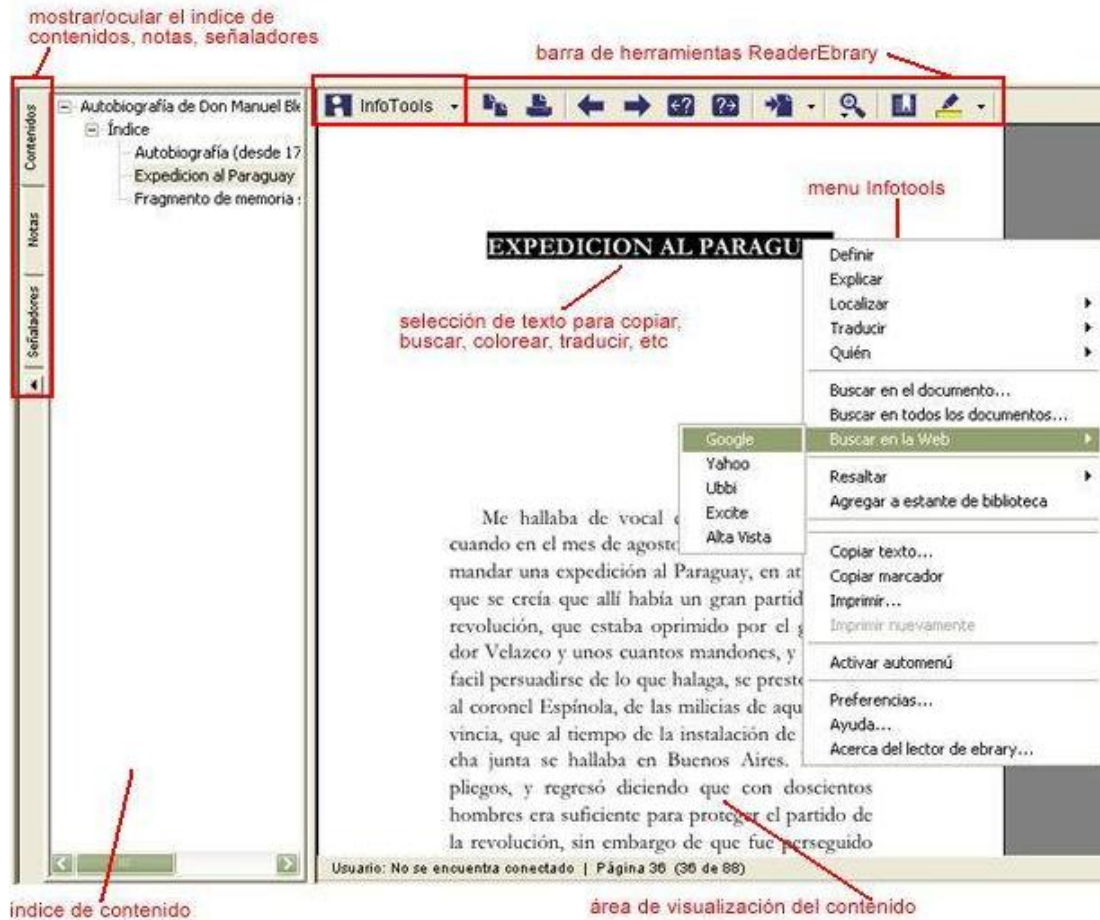 mostrar/ocular el indice de
contenidos, notas, señaladores
barra de herramientas ReaderEbrary
Contenidos
Notas
Señaladores
Autobiografía de Don Manuel Bk
Índice
Autobiografía (desde 17
Expedicion al Paraguay
Fragmento de memoria s
InfoTools
menu Infotools
EXPEDICION AL PARAGU
selección de texto para copiar,
buscar, colorear, traducir, etc
Definir
Explicar
Localizar
Traducir
Quién
Buscar en el documento...
Buscar en todos los documentos...
Buscar en la Web
Resaltar
Agregar a estante de biblioteca
Copiar texto...
Copiar marcador
Imprimir...
Imprimir nuevamente
Activar automenú
Preferencias...
Ayuda...
Acerca del lector de ebrary...
Google
Yahoo
Ubbi
Excite
Alta Vista
Me hallaba de vocal
cuando en el mes de agosto
mandar una expedición al Paraguay, en at
que se creía que allí había un gran partid
revolución, que estaba oprimido por el g
dor Velazco y unos cuantos mandones, y
facil persuadirse de lo que halaga, se prest
al coronel Espínola, de las milicias de aqu
vincia, que al tiempo de la instalación de
cha junta se hallaba en Buenos Aires.
pliegos, y regresó diciendo que con doscientos
hombres era suficiente para proteger el partido de
la revolución, sin embargo de que fue perseguido
Usuario: No se encuentra conectado | Página 36 (36 de 88)
índice de contenido
área de visualización del contenido